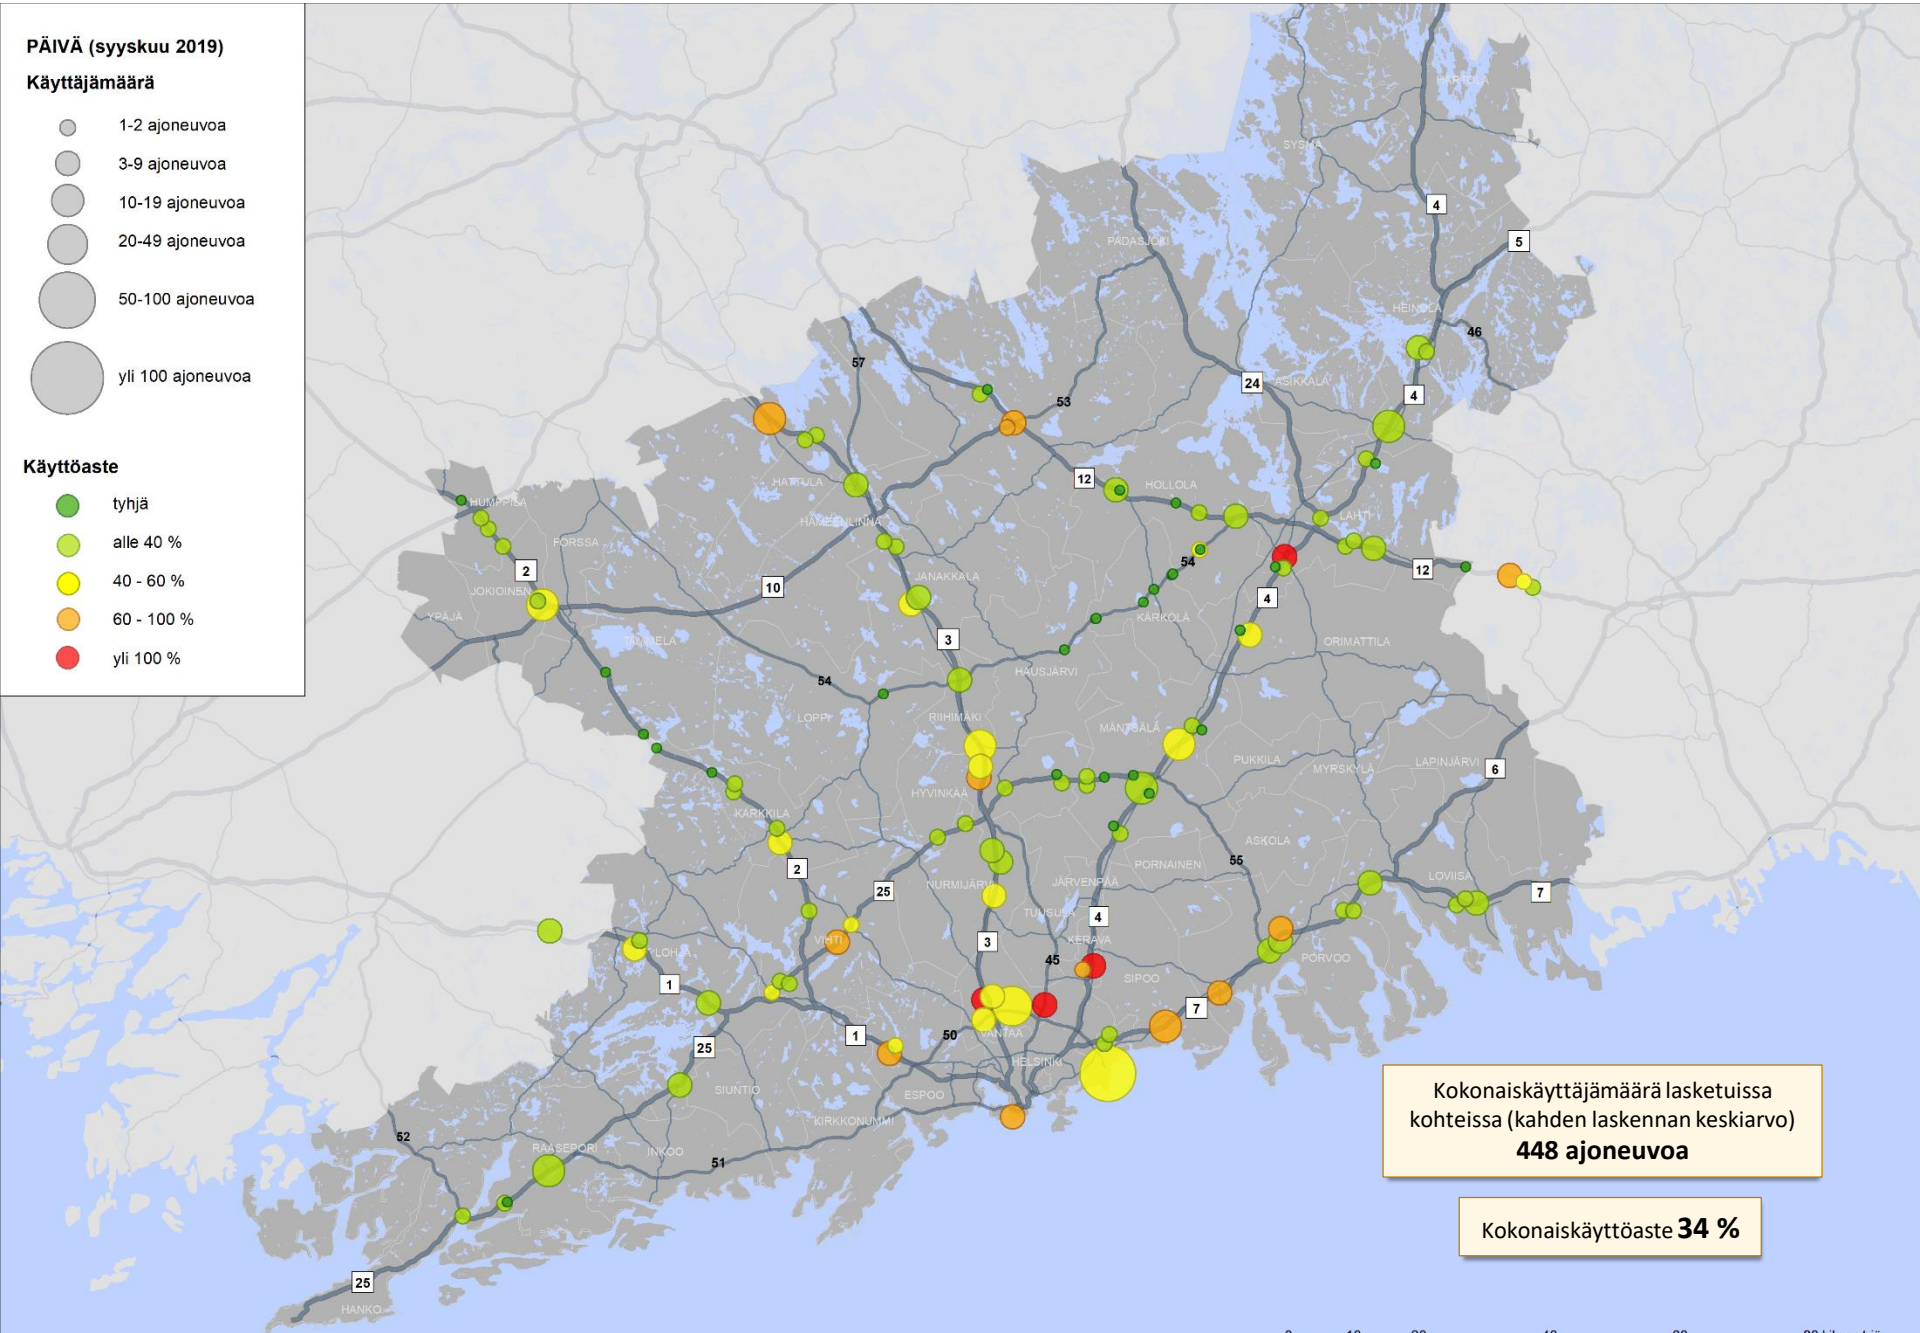 PÄIVÄ (syyskuu 2019)
Käyttäjämäärä
1-2 ajoneuvoa
3-9 ajoneuvoa
10-19 ajoneuvoa
20-49 ajoneuvoa
50-100 ajoneuvoa
yli 100 ajoneuvoa
Käyttöaste
tyhjä
alle 40 %
40 - 60 %
60 - 100 %
yli 100 %
SYSMÄ
4
5
PADASJOKI
HEINOLA
46
57
24
ASIKKALA
4
53
12
HOLLOLA
HATTULA
HUMPPILA
HÄMEENLINNA
LAHTI
FORSSA
54
2
12
JANAKKALA
JOKIOINEN
10
4
YPÄJÄ
KÄRKÖLÄ
3
TAMMELA
ORIMATTILA
HAUSJÄRVI
54
LOPPI
RIIHIMÄKI
MÄNTSÄLÄ
PUKKILA
MYRSKYLÄ
LAPINJÄRVI
6
HYVINKÄÄ
KARKKILA
ASKOLA
55
PORNAINEN
2
LOVIISA
25
NURMIJÄRVI
JÄRVENPÄÄ
7
TUUSULA
4
VIHTI
3
KERAVA
LOHJA
45
PORVOO
SIPOO
1
7
1
50
VANTAA
25
HELSINKI
SIUNTIO
ESPOO
KIRKKONUMMI
52
RAASEPORI
INKOO
51
25
HANKO
Kokonaiskäyttäjämäärä lasketuissa
kohteissa (kahden laskennan keskiarvo)
448 ajoneuvoa
Kokonaiskäyttöaste 34 %